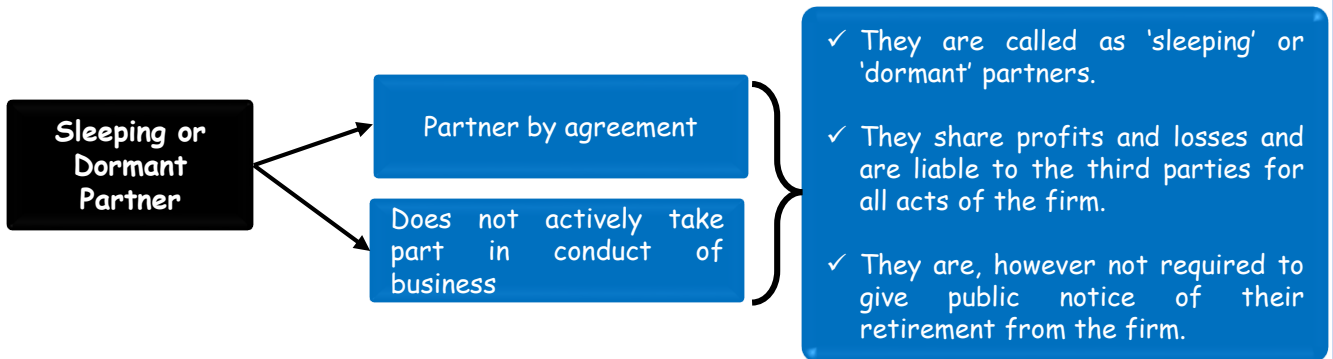 Sleeping or
Dormant
Partner
Partner by agreement
Does not actively take
part in conduct of
business
✓ They are called as ‘sleeping’ or
‘dormant’ partners.
✓ They share profits and losses and
are liable to the third parties for
all acts of the firm.
✓ They are, however not required to
give public notice of their
retirement from the firm.